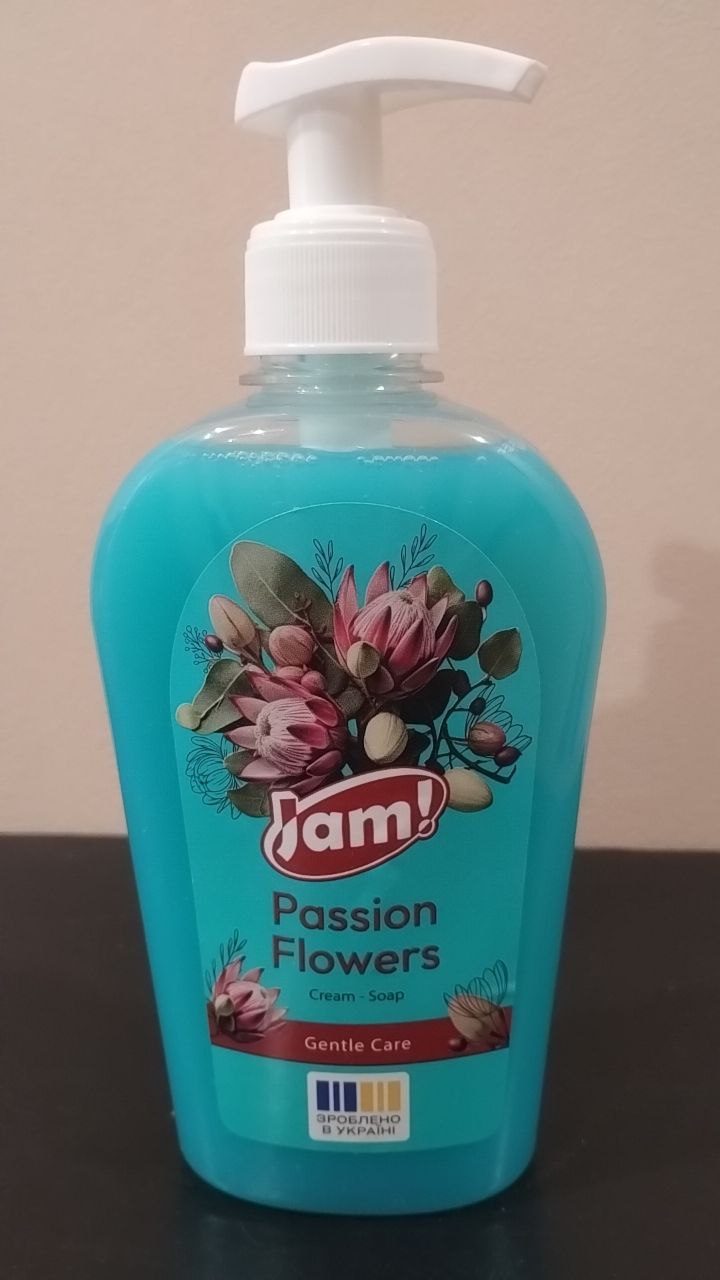 Jam!
Passion
Flowers
Cream - Soap
Gentle Care
ЗРОБЛЕНО
В УКРАЇНІ